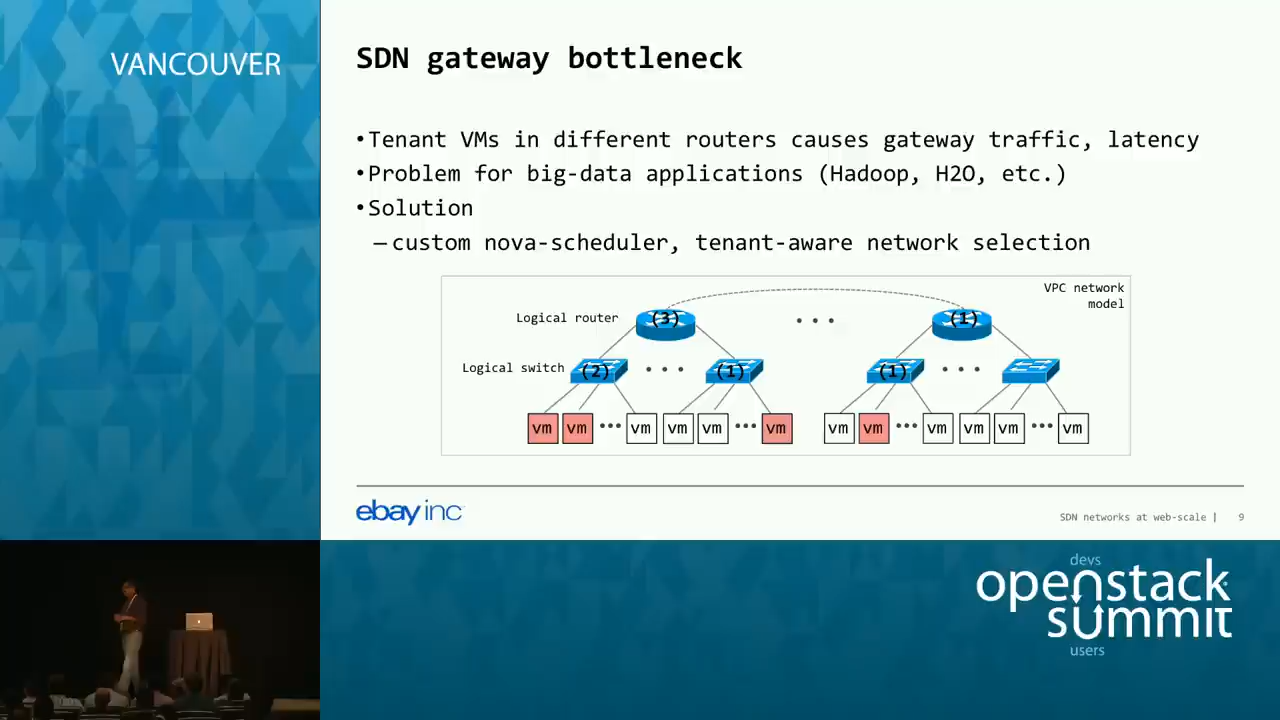 VANCOUVER
SDN gateway bottleneck
•Tenant VMs in different routers causes gateway traffic, latency
•Problem for big-data applications (Hadoop, H2O, etc.)
•Solution
–custom nova-scheduler, tenant-aware network selection
VPC network
model
Logical router (3) ... (1)
Logical switch (2) ... (1) (1) ...
vm vm ... vm vm vm ... vm vm vm ... vm vm vm ... vm
ebay inc
SDN networks at web-scale | 9
devs
openstack
summit
users